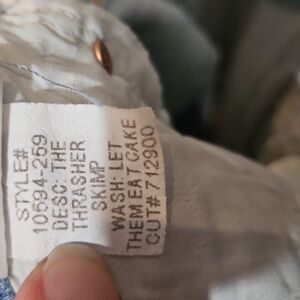 STYLE#
10594-259
DESC: THE
THRASHER
SKIMP
WASH: LET
THEM EAT CAKE
CUT# 712900